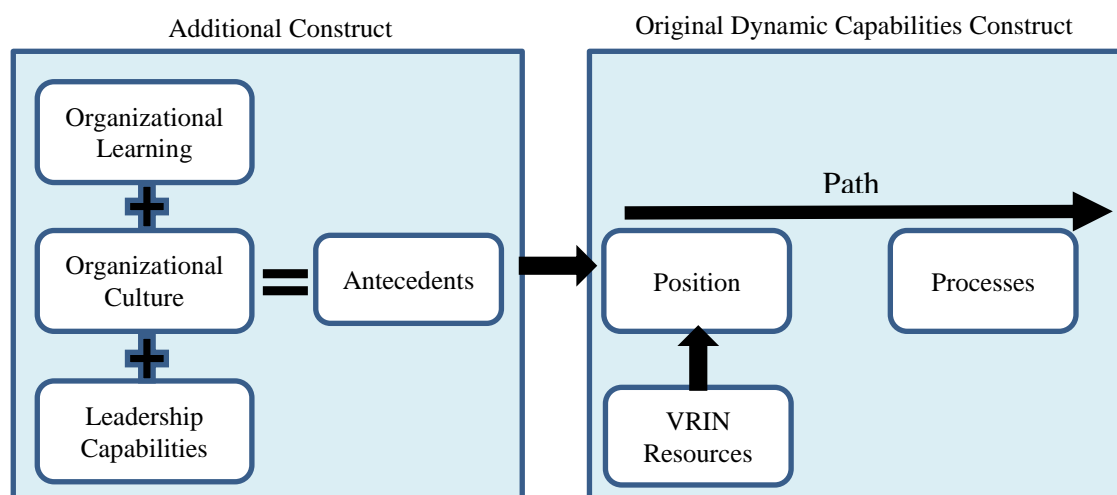 Additional Construct
Organizational
Learning
+
Organizational
Culture
=
Antecedents
+
Leadership
Capabilities
Original Dynamic Capabilities Construct
Path
Position
Processes
VRIN
Resources